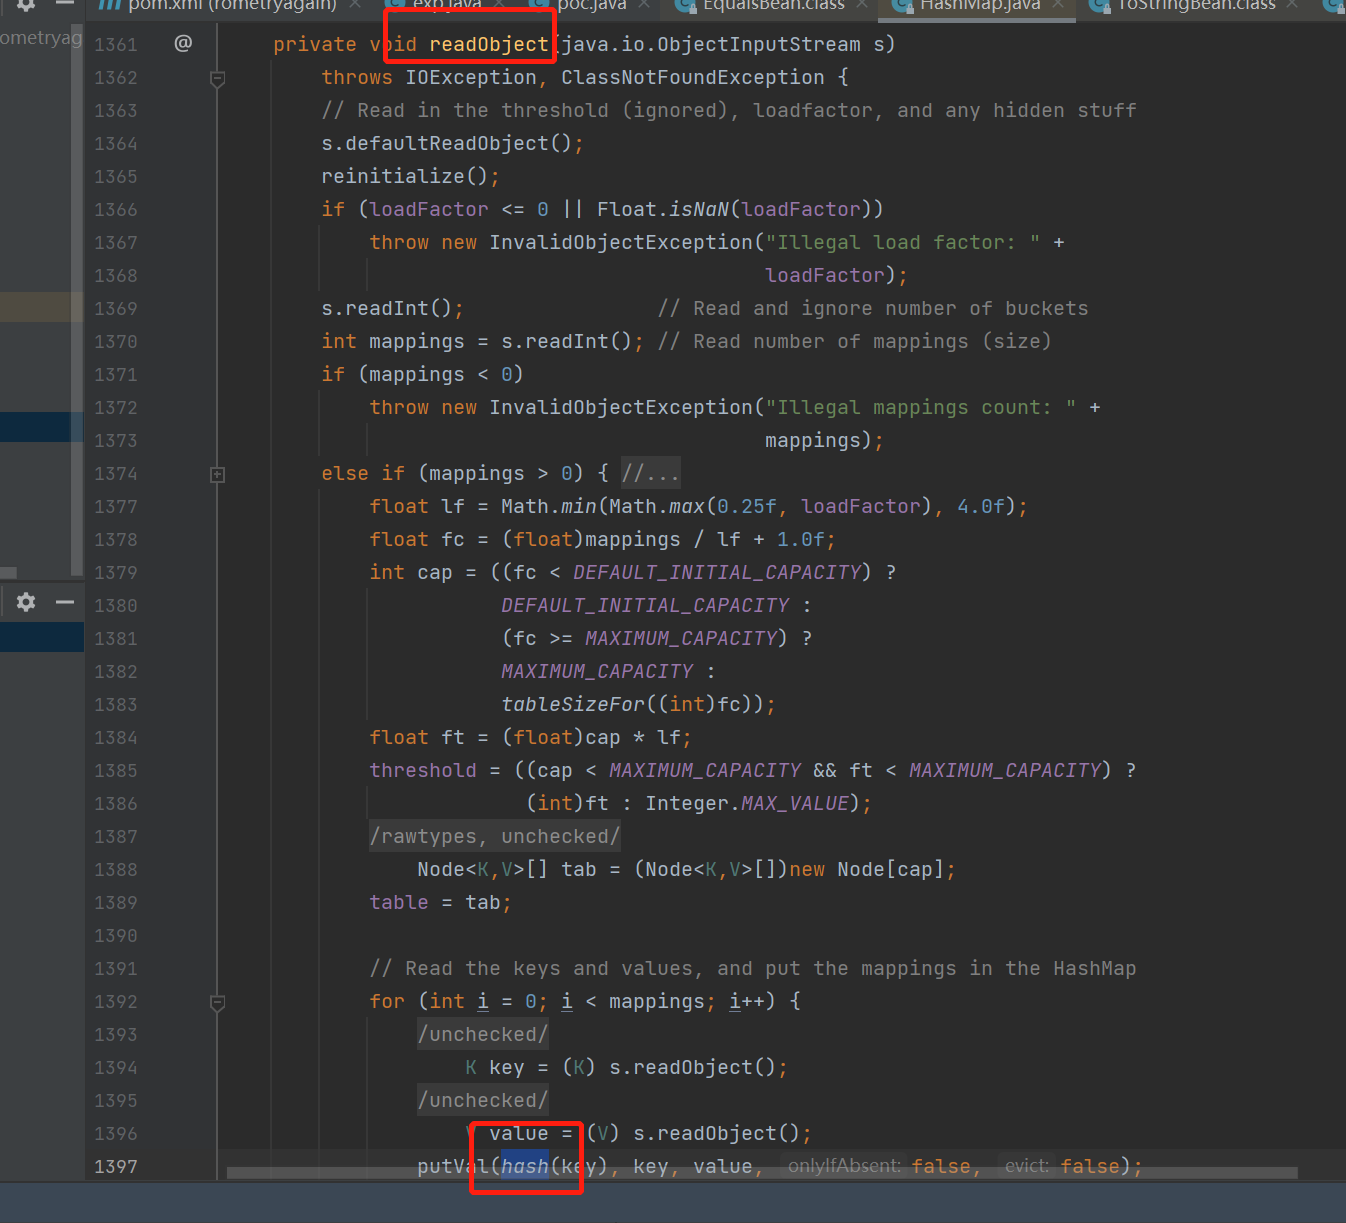 pom.xml (rometryagain) exp.java poc.java EqualsBean.class HashMap.java ToStringBean.class
ometryag
1361 @ private void readObject(java.io.ObjectInputStream s)
1362 throws IOException, ClassNotFoundException {
1363 // Read in the threshold (ignored), loadfactor, and any hidden stuff
1364 s.defaultReadObject();
1365 reinitialize();
1366 if (loadFactor <= 0 || Float.isNaN(loadFactor))
1367 throw new InvalidObjectException("Illegal load factor: " +
1368 loadFactor);
1369 s.readInt(); // Read and ignore number of buckets
1370 int mappings = s.readInt(); // Read number of mappings (size)
1371 if (mappings < 0)
1372 throw new InvalidObjectException("Illegal mappings count: " +
1373 mappings);
1374 else if (mappings > 0) { //...
1377 float lf = Math.min(Math.max(0.25f, loadFactor), 4.0f);
1378 float fc = (float)mappings / lf + 1.0f;
1379 int cap = ((fc < DEFAULT_INITIAL_CAPACITY) ?
1380 DEFAULT_INITIAL_CAPACITY :
1381 (fc >= MAXIMUM_CAPACITY) ?
1382 MAXIMUM_CAPACITY :
1383 tableSizeFor((int)fc));
1384 float ft = (float)cap * lf;
1385 threshold = ((cap < MAXIMUM_CAPACITY && ft < MAXIMUM_CAPACITY) ?
1386 (int)ft : Integer.MAX_VALUE);
1387 /rawtypes, unchecked/
1388 Node<K,V>[] tab = (Node<K,V>[])new Node[cap];
1389 table = tab;
1390
1391 // Read the keys and values, and put the mappings in the HashMap
1392 for (int i = 0; i < mappings; i++) {
1393 /unchecked/
1394 K key = (K) s.readObject();
1395 /unchecked/
1396 V value = (V) s.readObject();
1397 putVal(hash(key), key, value, onlyIfAbsent: false, evict: false);